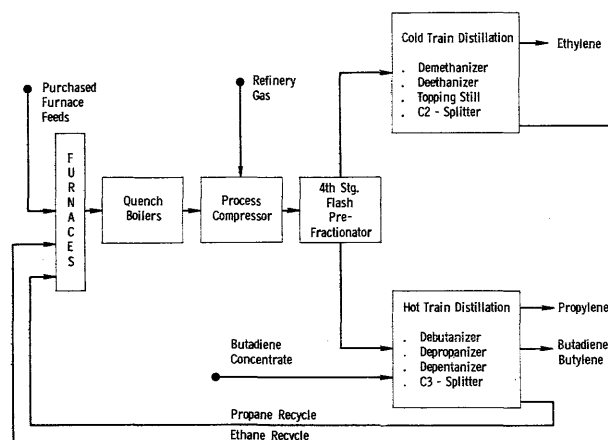 Purchased
Furnace
Feeds
FURNACES
Quench
Boilers
Refinery
Gas
Process
Compressor
4th Stg.
Flash
Pre-
Fractionator
Cold Train Distillation
. Demethanizer
. Deethanizer
. Topping Still
. C2 - Splitter
Ethylene
Hot Train Distillation
. Debutanizer
. Depropanizer
. Depentanizer
. C3 - Splitter
Propylene
Butadiene
Butylene
Butadiene
Concentrate
Propane Recycle
Ethane Recycle